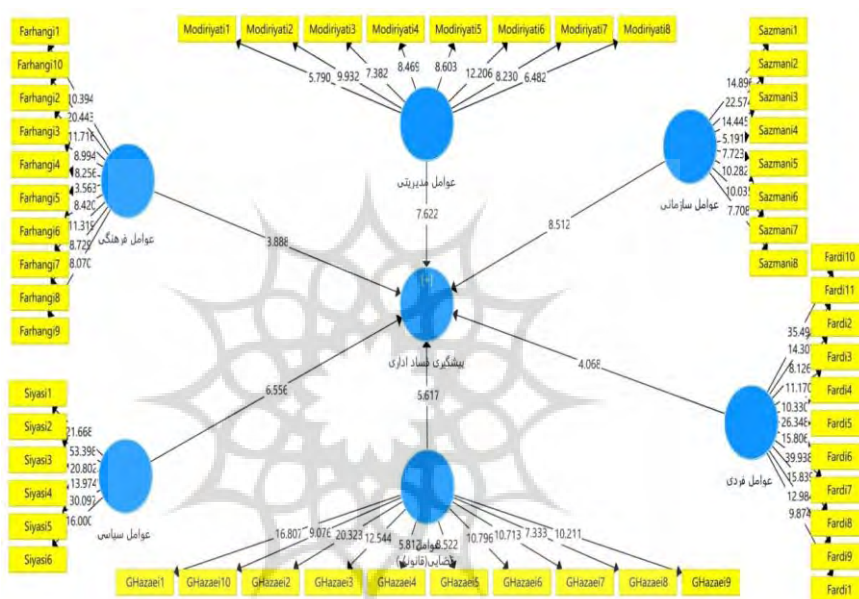 Farhangi1
Farhangi10
Farhangi2
Farhangi3
Farhangi4
Farhangi5
Farhangi6
Farhangi7
Farhangi8
Farhangi9
10.394
20.443
11.716
8.994
8.256
3.563
8.420
11.319
8.729
8.070
عوامل فرهنگی
3.888
Modiriyati1
Modiriyati2
Modiriyati3
Modiriyati4
Modiriyati5
Modiriyati6
Modiriyati7
Modiriyati8
5.790
9.932
7.382
8.469
8.603
12.206
8.230
6.482
عوامل مدیریتی
7.622
Sazmani1
Sazmani2
Sazmani3
Sazmani4
Sazmani5
Sazmani6
Sazmani7
Sazmani8
14.896
22.574
14.445
5.191
7.723
10.282
10.035
7.708
عوامل سازمانی
8.512
[+]
پیشگیری فساد اداری
Siyasi1
Siyasi2
Siyasi3
Siyasi4
Siyasi5
Siyasi6
21.668
53.396
20.802
13.974
30.097
16.000
عوامل سیاسی
6.556
5.617
4.068
Fardi10
Fardi11
Fardi2
Fardi3
Fardi4
Fardi5
Fardi6
Fardi7
Fardi8
Fardi9
Fardi1
14.307
8.126
11.170
10.330
26.346
15.806
39.938
15.839
12.984
9.874
عوامل فردی
عوامل
قضایی(قانونی)
16.807
9.076
20.323
12.544
5.812
10.796
10.713
7.333
10.211
GHazaei1
GHazaei10
GHazaei2
GHazaei3
GHazaei4
GHazaei5
GHazaei6
GHazaei7
GHazaei8
GHazaei9